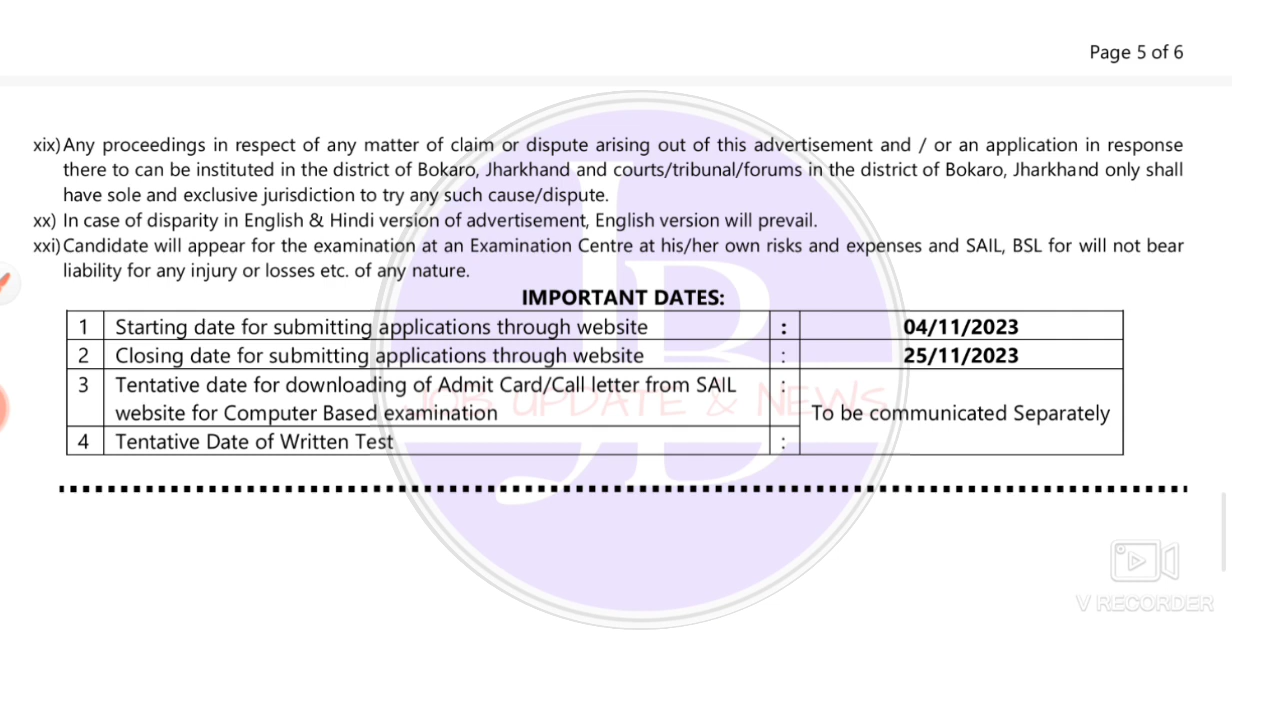 Page 5 of 6
xix) Any proceedings in respect of any matter of claim or dispute arising out of this advertisement and / or an application in response
there to can be instituted in the district of Bokaro, Jharkhand and courts/tribunal/forums in the district of Bokaro, Jharkhand only shall
have sole and exclusive jurisdiction to try any such cause/dispute.
xx) In case of disparity in English & Hindi version of advertisement, English version will prevail.
xxi) Candidate will appear for the examination at an Examination Centre at his/her own risks and expenses and SAIL, BSL for will not bear
liability for any injury or losses etc. of any nature.
IMPORTANT DATES:
1 Starting date for submitting applications through website : 04/11/2023
2 Closing date for submitting applications through website : 25/11/2023
3 Tentative date for downloading of Admit Card/Call letter from SAIL :
website for Computer Based examination
To be communicated Separately
4 Tentative Date of Written Test :
JB
JOB UPDATE & NEWS
V RECORDER